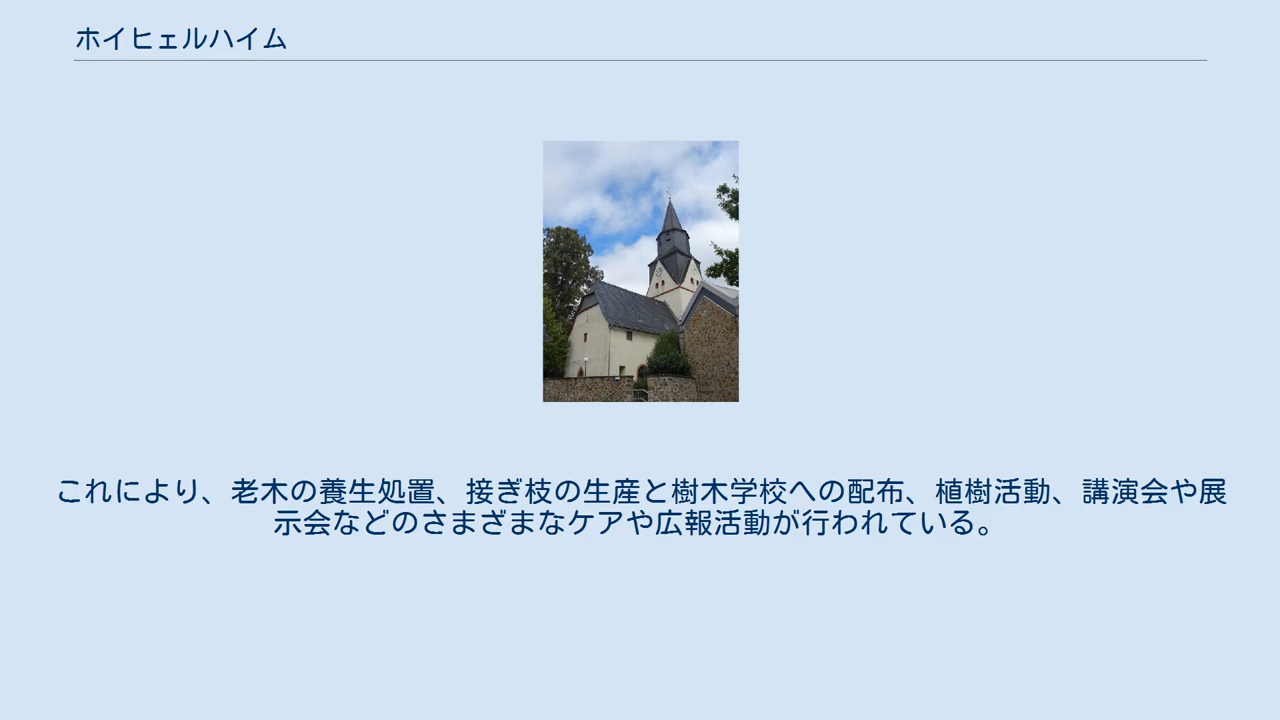 ホイヒェルハイム
これにより、老木の養生処置、接ぎ枝の生産と樹木学校への配布、植樹活動、講演会や展
示会などのさまざまなケアや広報活動が行われている。